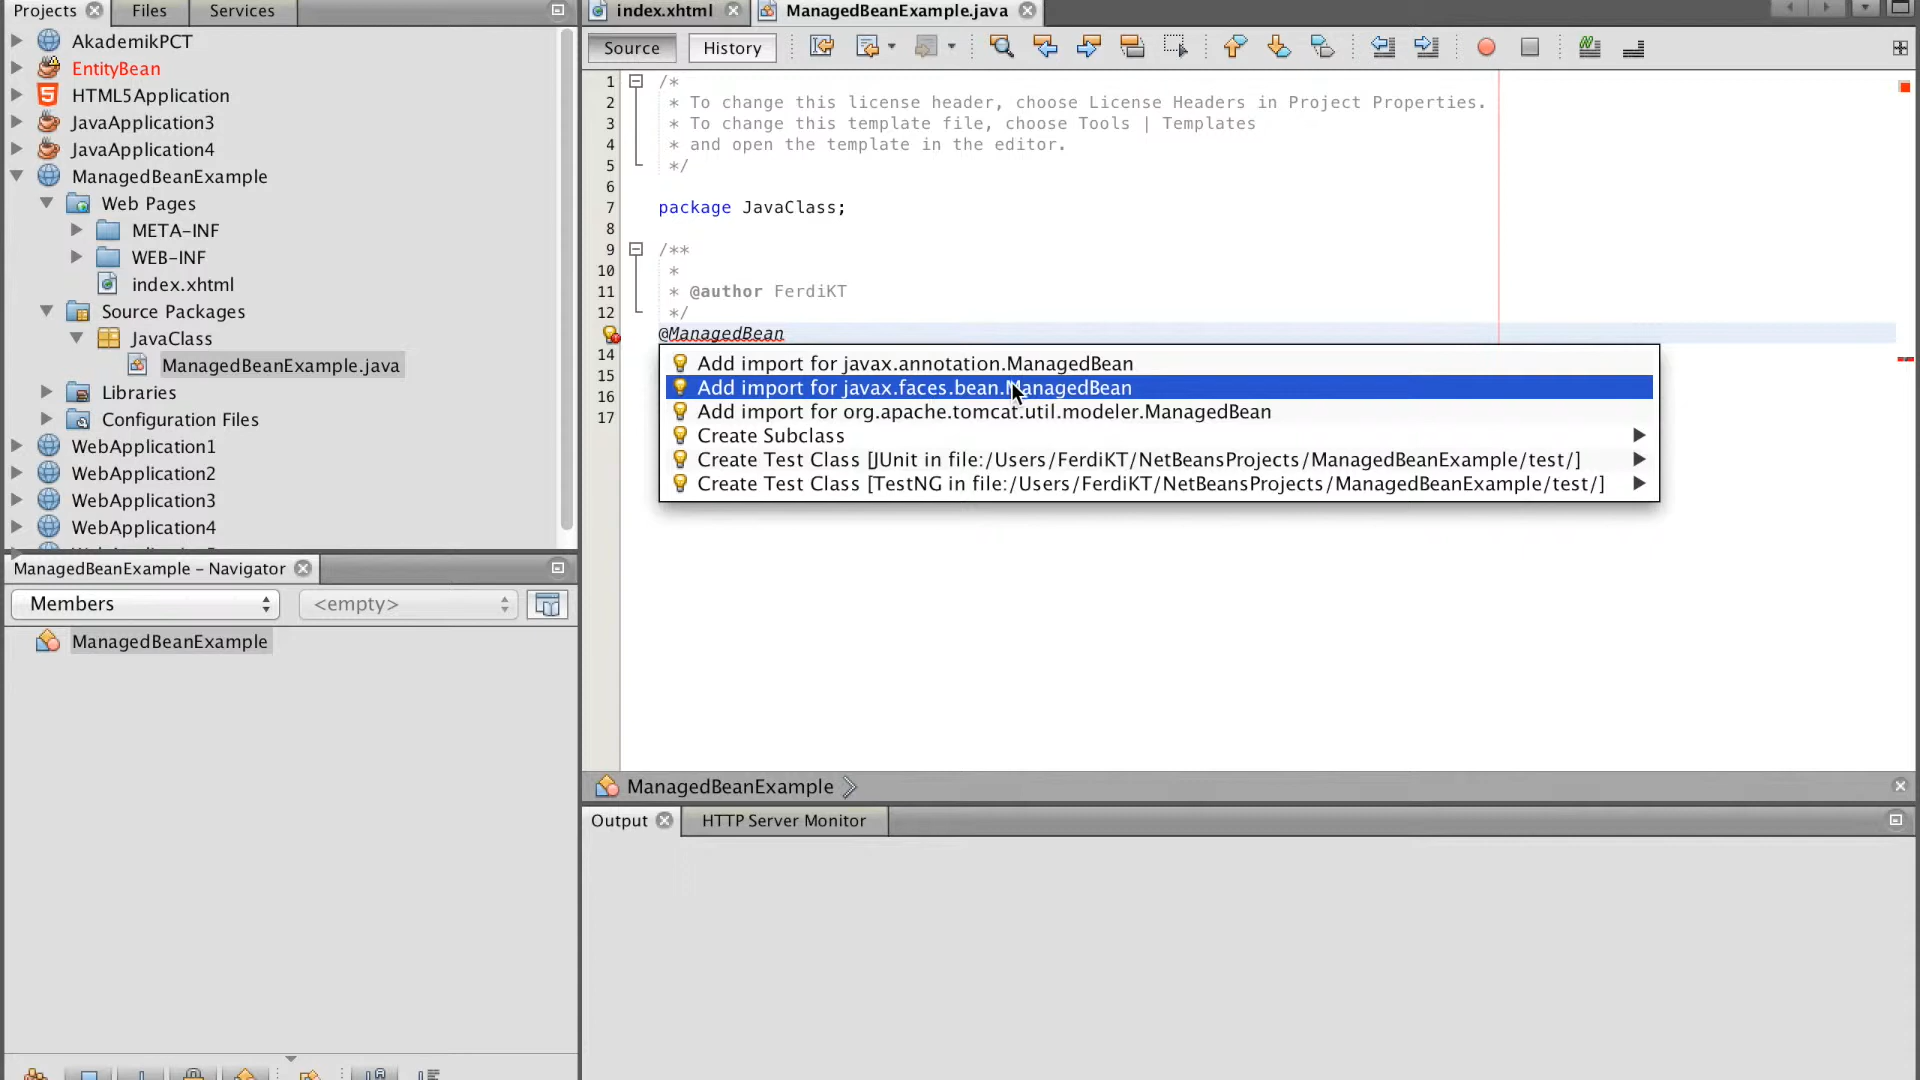 Projects Files Services
AkademikPCT
EntityBean
HTML5Application
JavaApplication3
JavaApplication4
ManagedBeanExample
Web Pages
META-INF
WEB-INF
index.xhtml
Source Packages
JavaClass
ManagedBeanExample.java
Libraries
Configuration Files
WebApplication1
WebApplication2
WebApplication3
WebApplication4
ManagedBeanExample - Navigator
Members <empty>
ManagedBeanExample
index.xhtml ManagedBeanExample.java
Source History
1 /*
2 * To change this license header, choose License Headers in Project Properties.
3 * To change this template file, choose Tools | Templates
4 * and open the template in the editor.
5 */
6
7 package JavaClass;
8
9 /**
10 *
11 * @author FerdiKT
12 */
@ManagedBean
14
15
16
17
Add import for javax.annotation.ManagedBean
Add import for javax.faces.bean.ManagedBean
Add import for org.apache.tomcat.util.modeler.ManagedBean
Create Subclass
Create Test Class [JUnit in file:/Users/FerdiKT/NetBeansProjects/ManagedBeanExample/test/]
Create Test Class [TestNG in file:/Users/FerdiKT/NetBeansProjects/ManagedBeanExample/test/]
ManagedBeanExample
Output HTTP Server Monitor